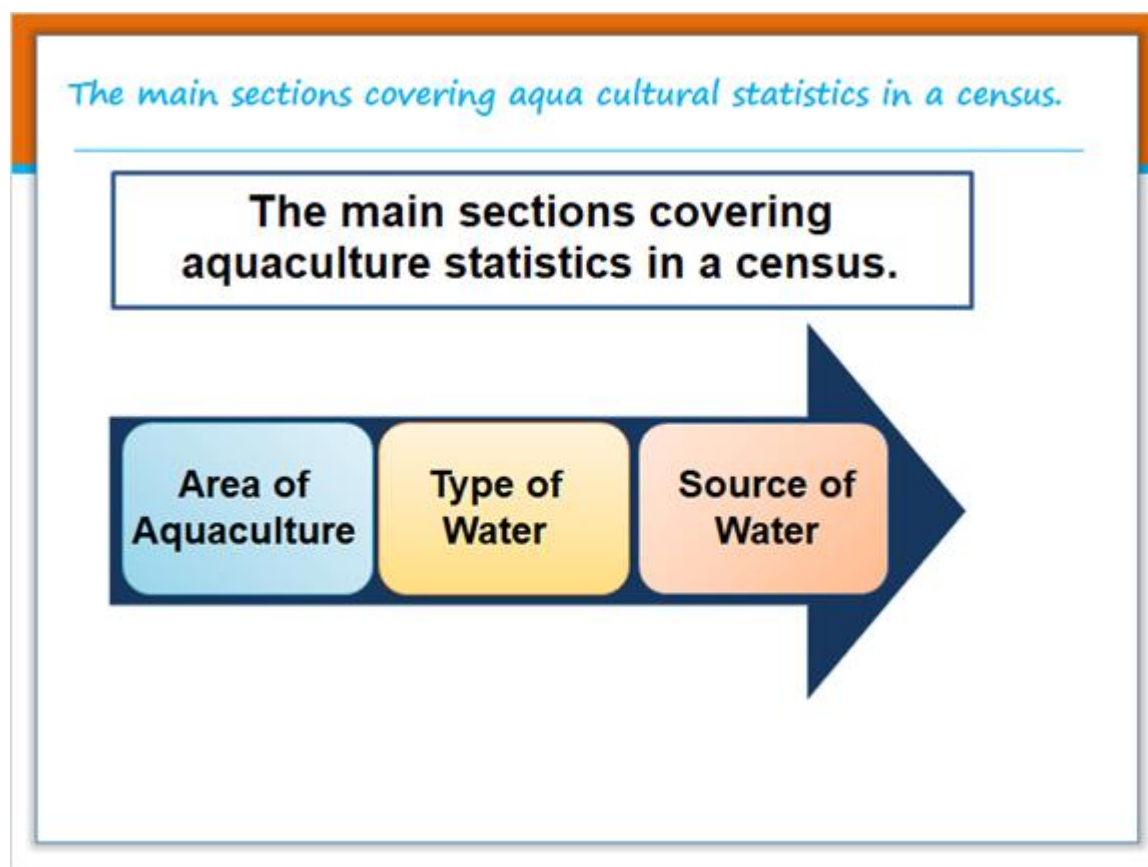 The main sections covering aqua cultural statistics in a census.
The main sections covering
aquaculture statistics in a census.
Area of
Aquaculture
Type of
Water
Source of
Water